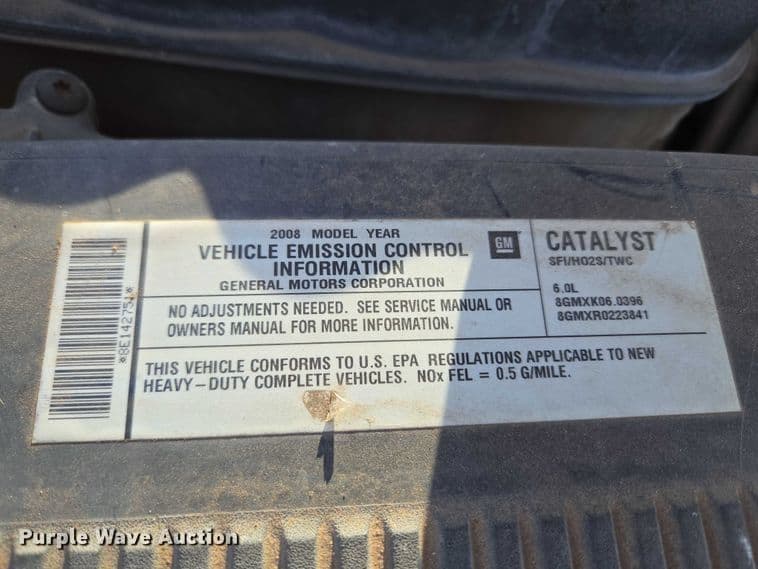 2008 MODEL YEAR
VEHICLE EMISSION CONTROL
INFORMATION
GENERAL MOTORS CORPORATION
GM
CATALYST
SFI/HO2S/TWC
6.0L
8GMXK06.0396
8GMXR0223841
NO ADJUSTMENTS NEEDED. SEE SERVICE MANUAL OR
OWNERS MANUAL FOR MORE INFORMATION.
THIS VEHICLE CONFORMS TO U.S. EPA REGULATIONS APPLICABLE TO NEW
HEAVY-DUTY COMPLETE VEHICLES. NOx FEL = 0.5 G/MILE.
*8E142751*
Purple Wave Auction